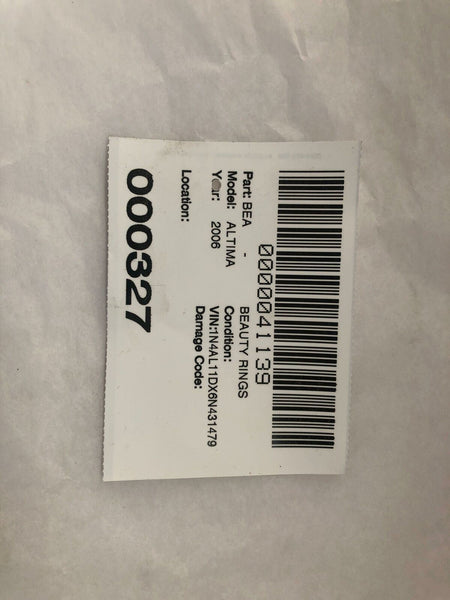 0000041139
Part: BEA - BEAUTY RINGS
Model: ALTIMA Condition:
Year: 2006 VIN:1N4AL11DX6N431479
Damage Code:
Location:
000327